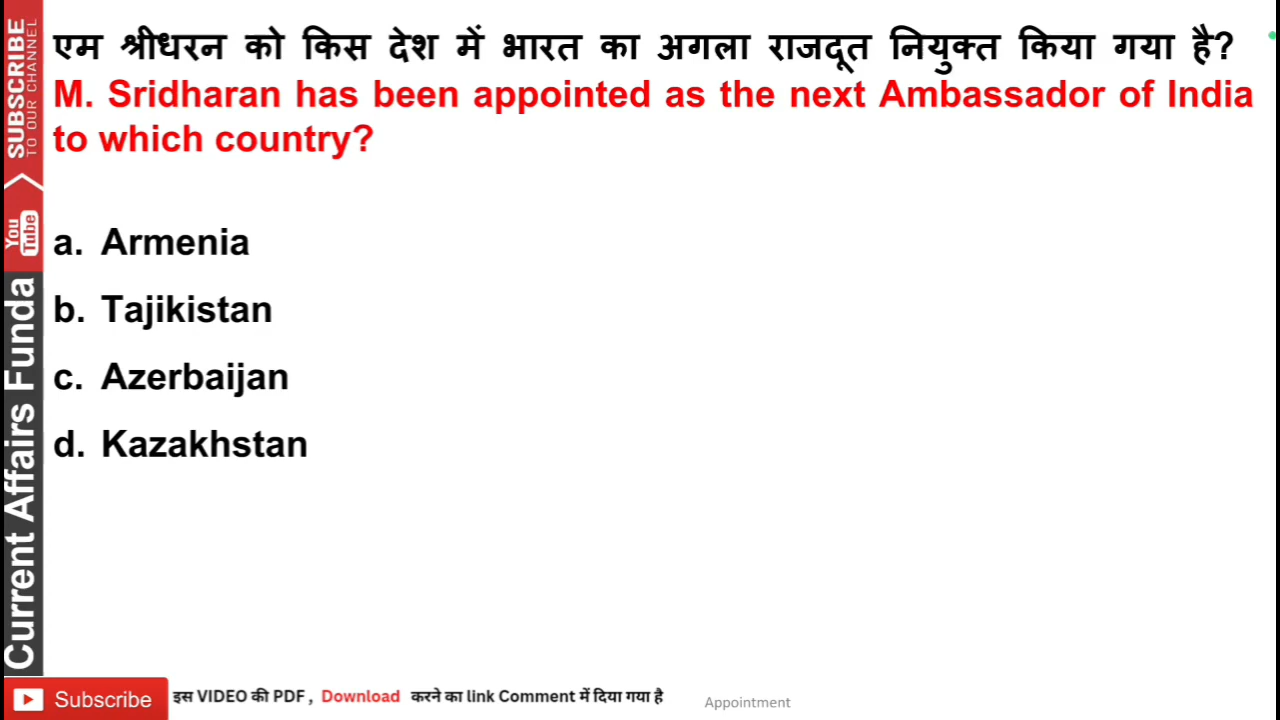 एम श्रीधरन को किस देश में भारत का अगला राजदूत नियुक्त किया गया है?
M. Sridharan has been appointed as the next Ambassador of India
to which country?
a. Armenia
b. Tajikistan
c. Azerbaijan
d. Kazakhstan
SUBSCRIBE
TO OUR CHANNEL
You
Tube
Current Affairs Funda
Subscribe
इस VIDEO की PDF , Download करने का link Comment में दिया गया है
Appointment